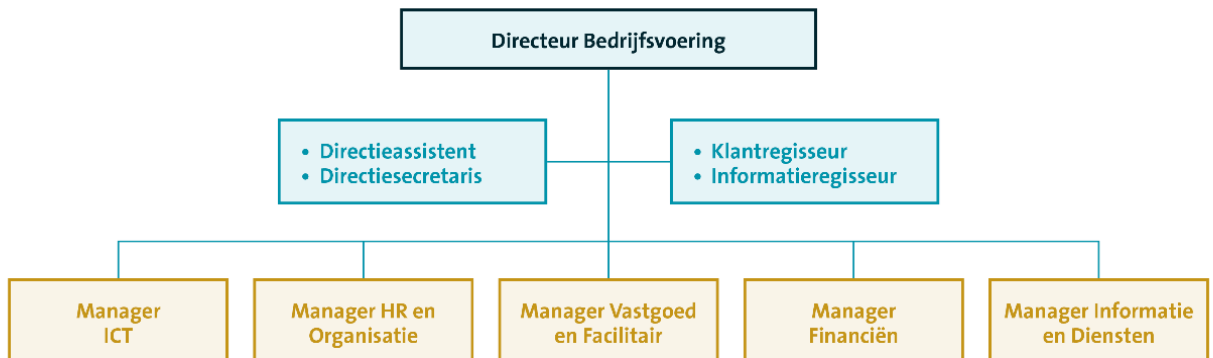 Directeur Bedrijfsvoering
• Directieassistent
• Directiesecretaris
• Klantregisseur
• Informatieregisseur
Manager
ICT
Manager HR en
Organisatie
Manager Vastgoed
en Facilitair
Manager
Financiën
Manager Informatie
en Diensten